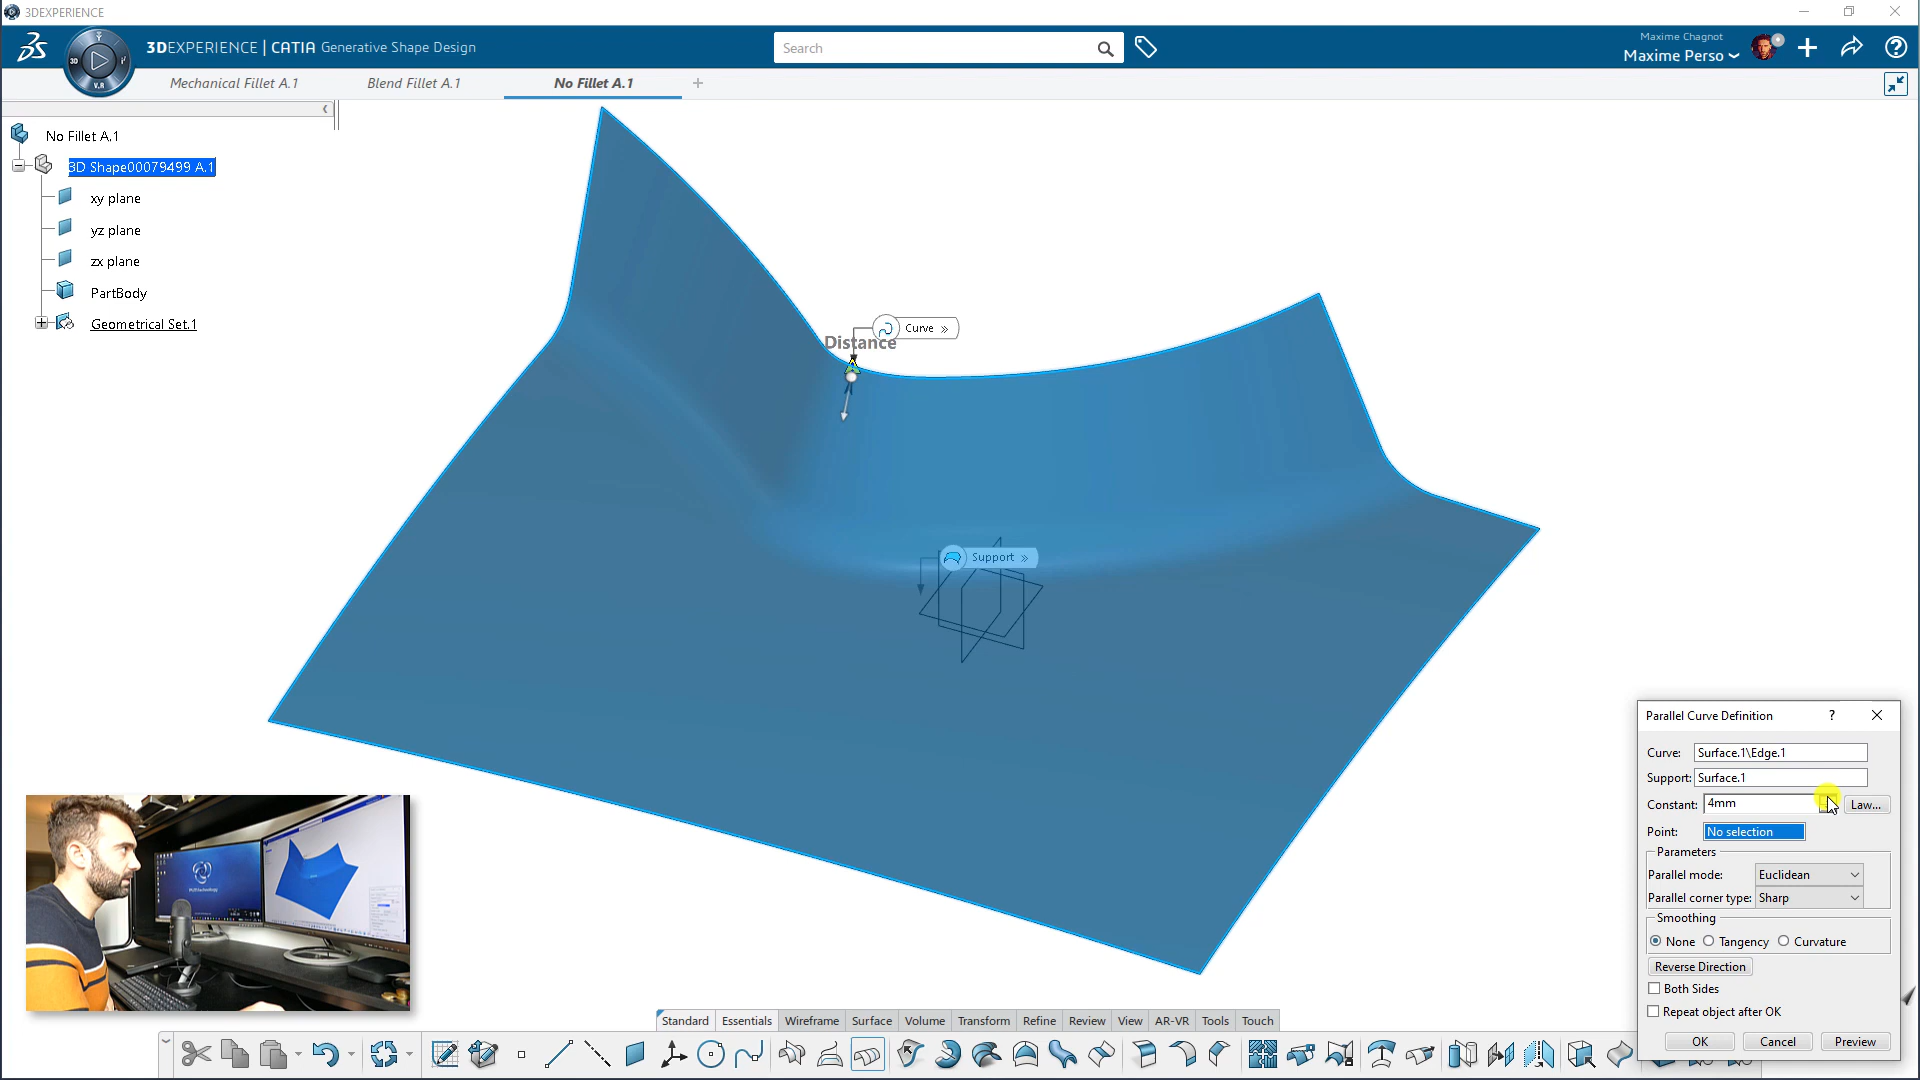 3DEXPERIENCE
3DEXPERIENCE | CATIA Generative Shape Design
Search
Maxime Chagnot
Maxime Perso
3D
V.R
Mechanical Fillet A.1
Blend Fillet A.1
No Fillet A.1
No Fillet A.1
3D Shape00079499 A.1
xy plane
yz plane
zx plane
PartBody
Geometrical Set.1
Curve »
Distance
Support »
Parallel Curve Definition
?
Curve: Surface.1\Edge.1
Support: Surface.1
Constant: 4mm Law...
Point: No selection
Parameters
Parallel mode: Euclidean
Parallel corner type: Sharp
Smoothing
None Tangency Curvature
Reverse Direction
Both Sides
Repeat object after OK
OK Cancel Preview
Standard Essentials Wireframe Surface Volume Transform Refine Review View AR-VR Tools Touch